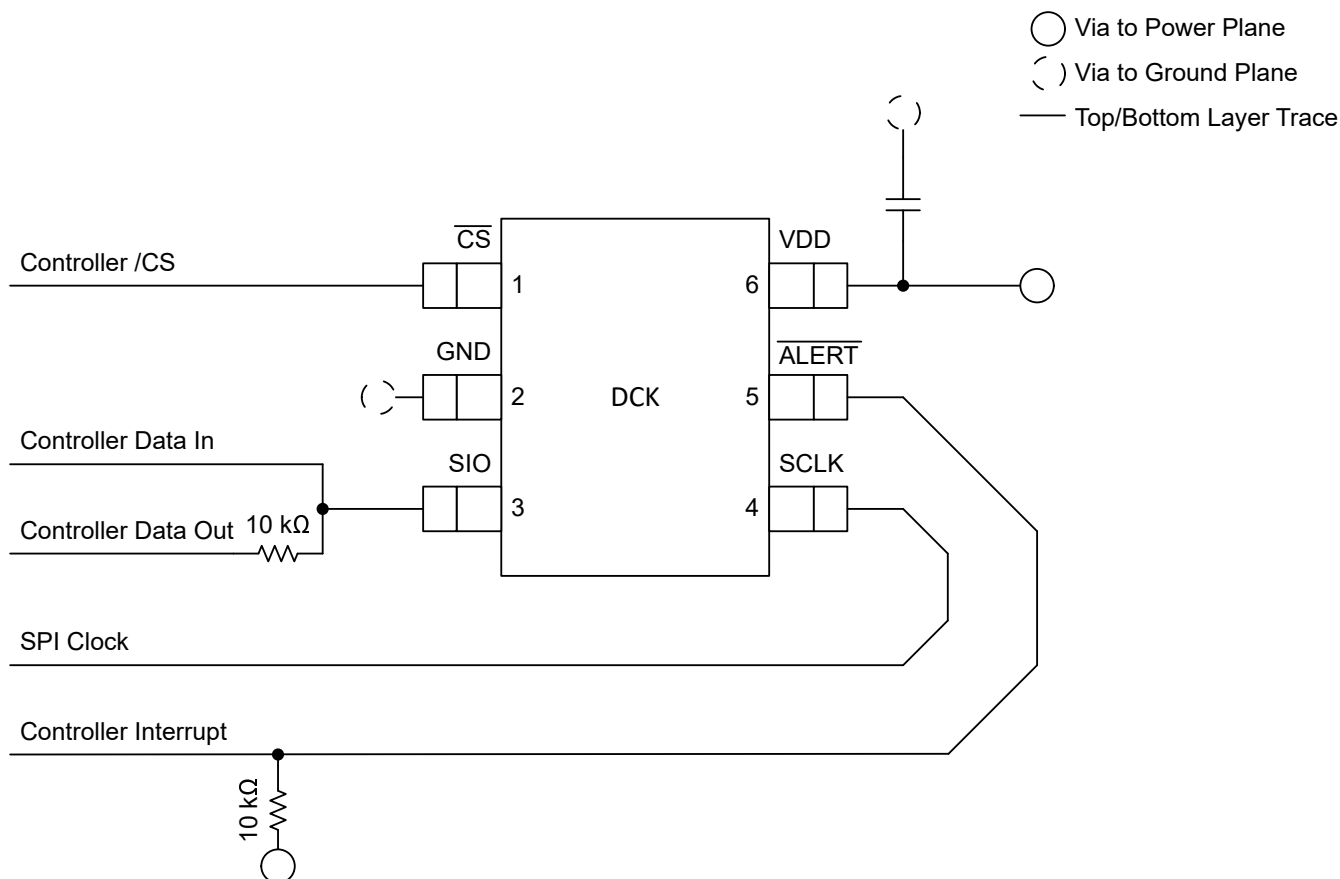 Via to Power Plane
Via to Ground Plane
Top/Bottom Layer Trace
CS
VDD
Controller /CS
1
6
GND
ALERT
2
DCK
5
Controller Data In
SIO
SCLK
3
4
Controller Data Out
10 kΩ
SPI Clock
Controller Interrupt
10 kΩ